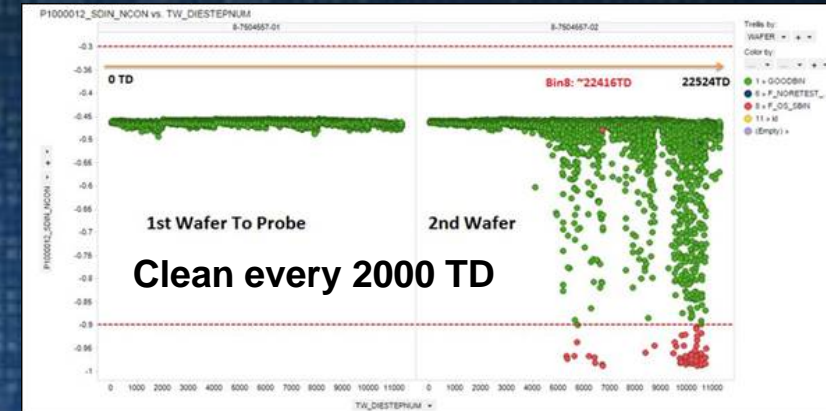 P1000012_SDIN_NCON vs. TW_DIESTEPNUM
8-7504557-01
8-7504557-02
Trellis by:
WAFER
Color by:
1 » GOODBIN
6 » F_NORETEST_...
8 » F_OS_SBIN
(Empty) »
0 TD
Bin8: ~22416TD
22524TD
1st Wafer To Probe
2nd Wafer
Clean every 2000 TD
P1000012_SDIN_NCON
-0.3
-0.35
-0.4
-0.45
-0.5
-0.55
-0.6
-0.65
-0.7
-0.75
-0.8
-0.85
-0.9
-0.95
-1
0 1000 2000 3000 4000 5000 6000 7000 8000 9000 10000 11000
0 1000 2000 3000 4000 5000 6000 7000 8000 9000 10000 11000
TW_DIESTEPNUM